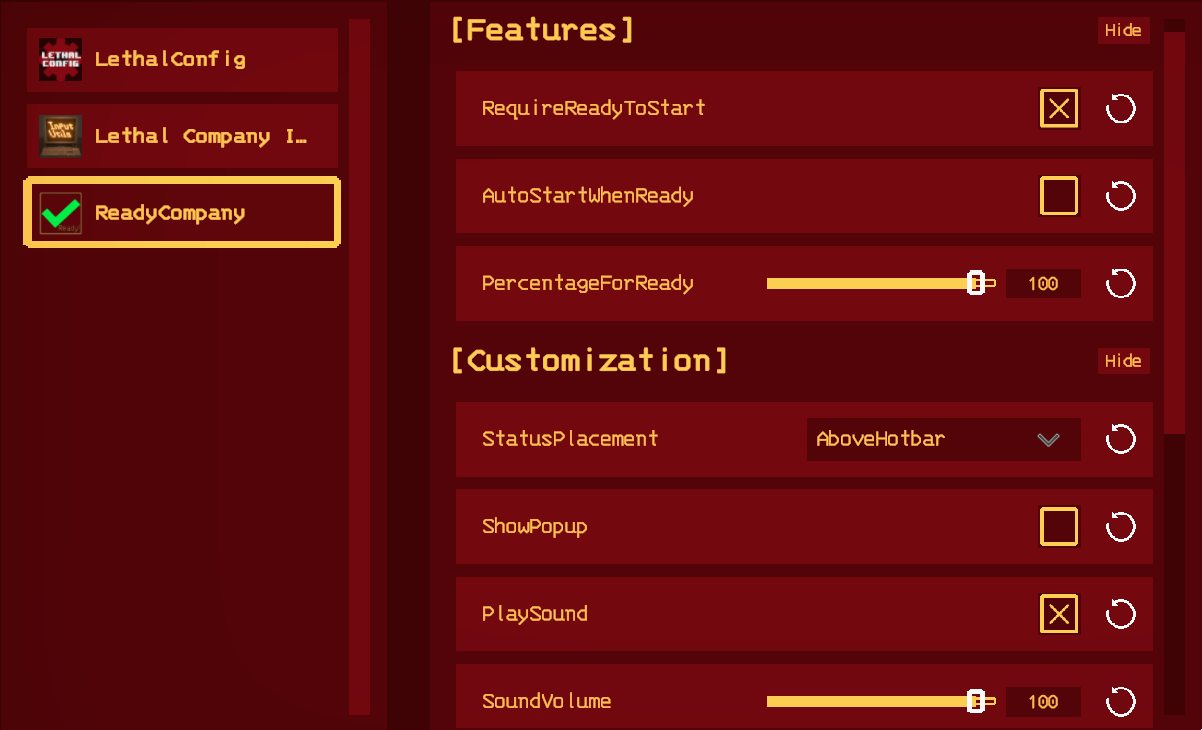 LETHAL
CONFIG
LethalConfig
Input
Utils
Lethal Company I…
Ready!
ReadyCompany
[Features]
Hide
RequireReadyToStart
AutoStartWhenReady
PercentageForReady
100
[Customization]
Hide
StatusPlacement
AboveHotbar
ShowPopup
PlaySound
SoundVolume
100